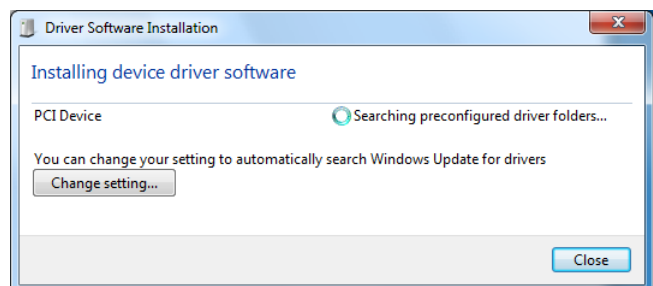 Driver Software Installation
Installing device driver software
PCI Device Searching preconfigured driver folders...
You can change your setting to automatically search Windows Update for drivers
Change setting...
Close